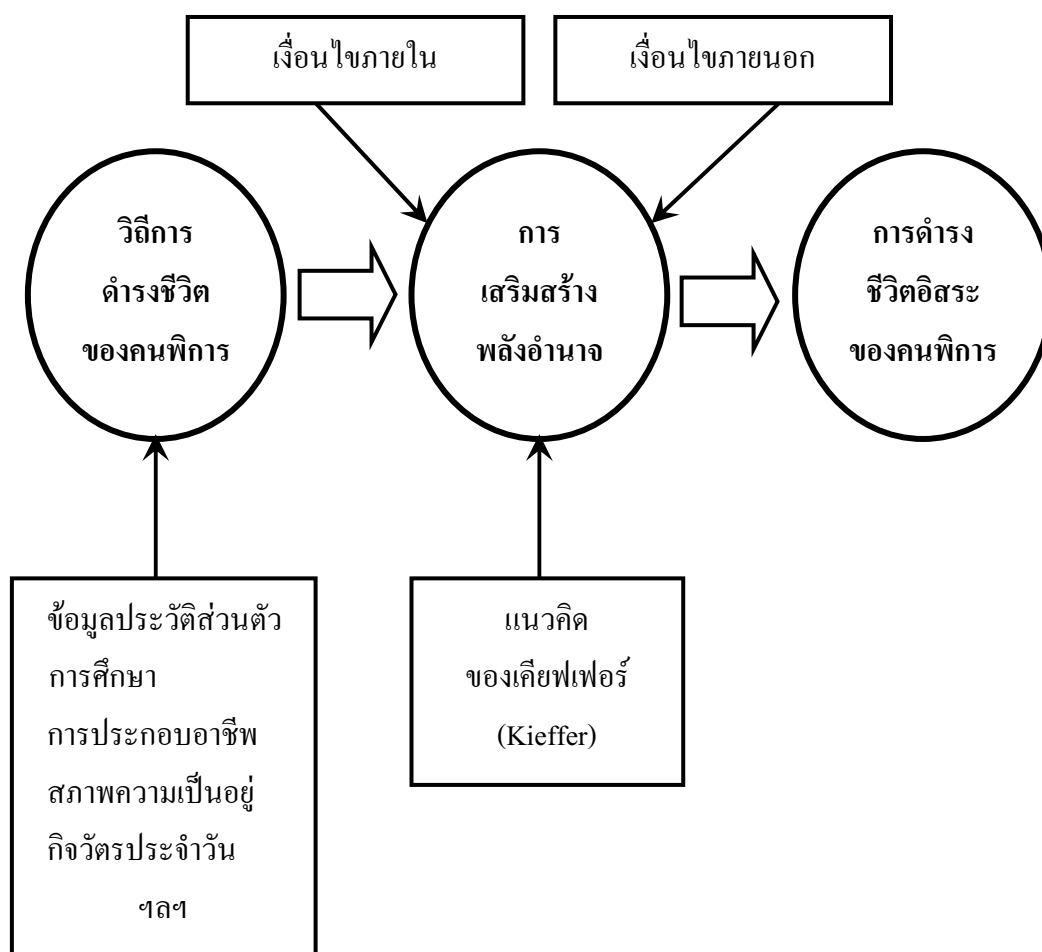 เงื่อนไขภายใน
เงื่อนไขภายนอก
วิถีการ
ดำรงชีวิต
ของคนพิการ
การ
เสริมสร้าง
พลังอำนาจ
การดำรง
ชีวิตอิสระ
ของคนพิการ
ข้อมูลประวัติส่วนตัว
การศึกษา
การประกอบอาชีพ
สภาพความเป็นอยู่
กิจวัตรประจำวัน
ฯลฯ
แนวคิด
ของเคียฟเฟอร์
(Kieffer)